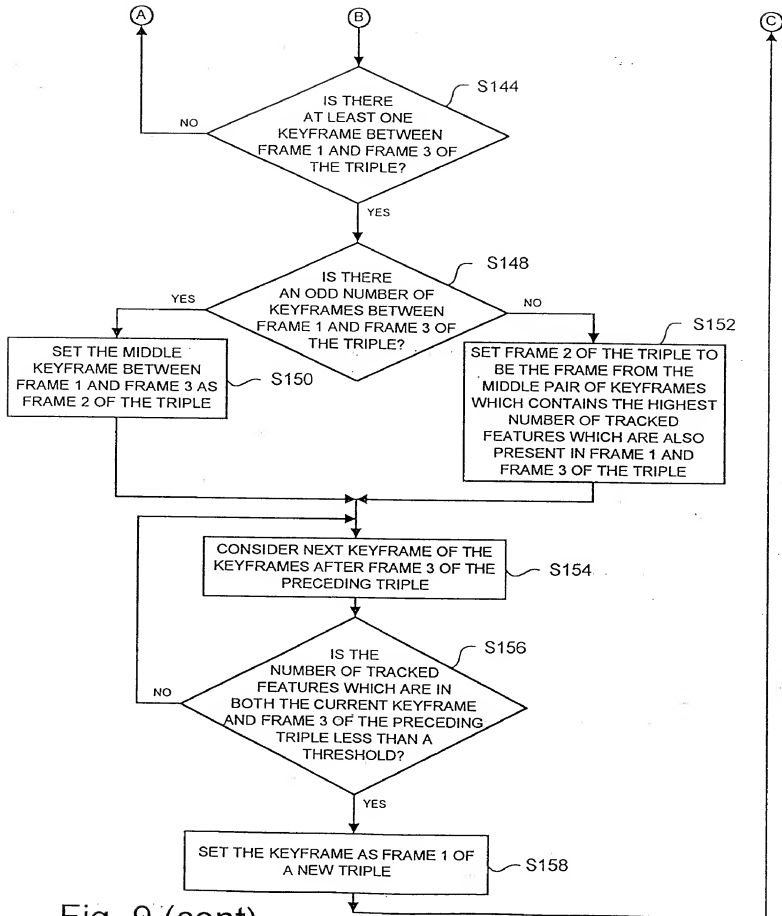 A
B
C
IS THERE
AT LEAST ONE
KEYFRAME BETWEEN
FRAME 1 AND FRAME 3 OF
THE TRIPLE?
S144
NO
YES
IS THERE
AN ODD NUMBER OF
KEYFRAMES BETWEEN
FRAME 1 AND FRAME 3 OF
THE TRIPLE?
S148
YES
NO
SET THE MIDDLE
KEYFRAME BETWEEN
FRAME 1 AND FRAME 3 AS
FRAME 2 OF THE TRIPLE
S150
S152
SET FRAME 2 OF THE TRIPLE TO
BE THE FRAME FROM THE
MIDDLE PAIR OF KEYFRAMES
WHICH CONTAINS THE HIGHEST
NUMBER OF TRACKED
FEATURES WHICH ARE ALSO
PRESENT IN FRAME 1 AND
FRAME 3 OF THE TRIPLE
CONSIDER NEXT KEYFRAME OF THE
KEYFRAMES AFTER FRAME 3 OF THE
PRECEDING TRIPLE
S154
IS THE
NUMBER OF TRACKED
FEATURES WHICH ARE IN
BOTH THE CURRENT KEYFRAME
AND FRAME 3 OF THE PRECEDING
TRIPLE LESS THAN A
THRESHOLD?
S156
NO
YES
SET THE KEYFRAME AS FRAME 1 OF
A NEW TRIPLE
S158
Fig. 9 (cont)